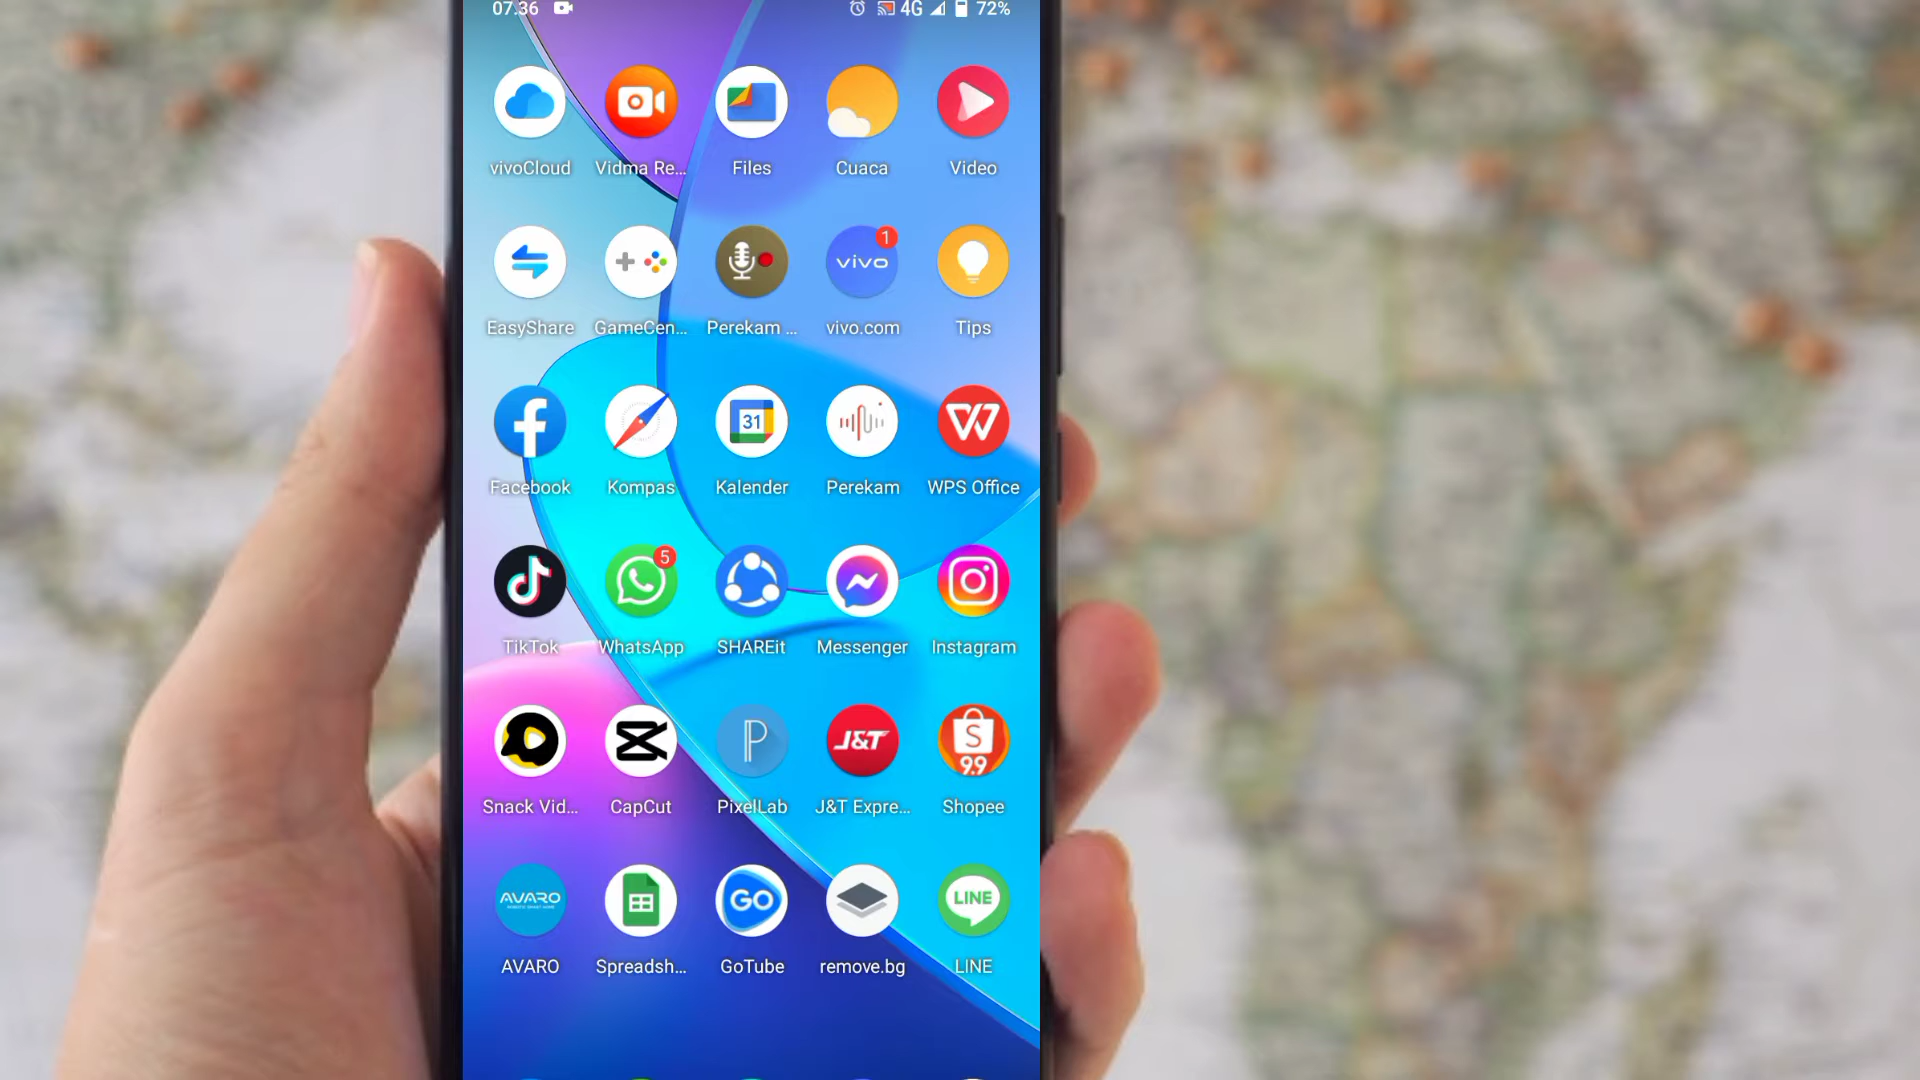 07.36 4G 72%
vivoCloud Vidma Re... Files Cuaca Video
1
vivo
EasyShare GameCen... Perekam ... vivo.com Tips
31
Facebook Kompas Kalender Perekam WPS Office
5
TikTok WhatsApp SHAREit Messenger Instagram
P J&T S 9.9
Snack Vid... CapCut PixelLab J&T Expre... Shopee
AVARO GO LINE
AVARO Spreadsh... GoTube remove.bg LINE